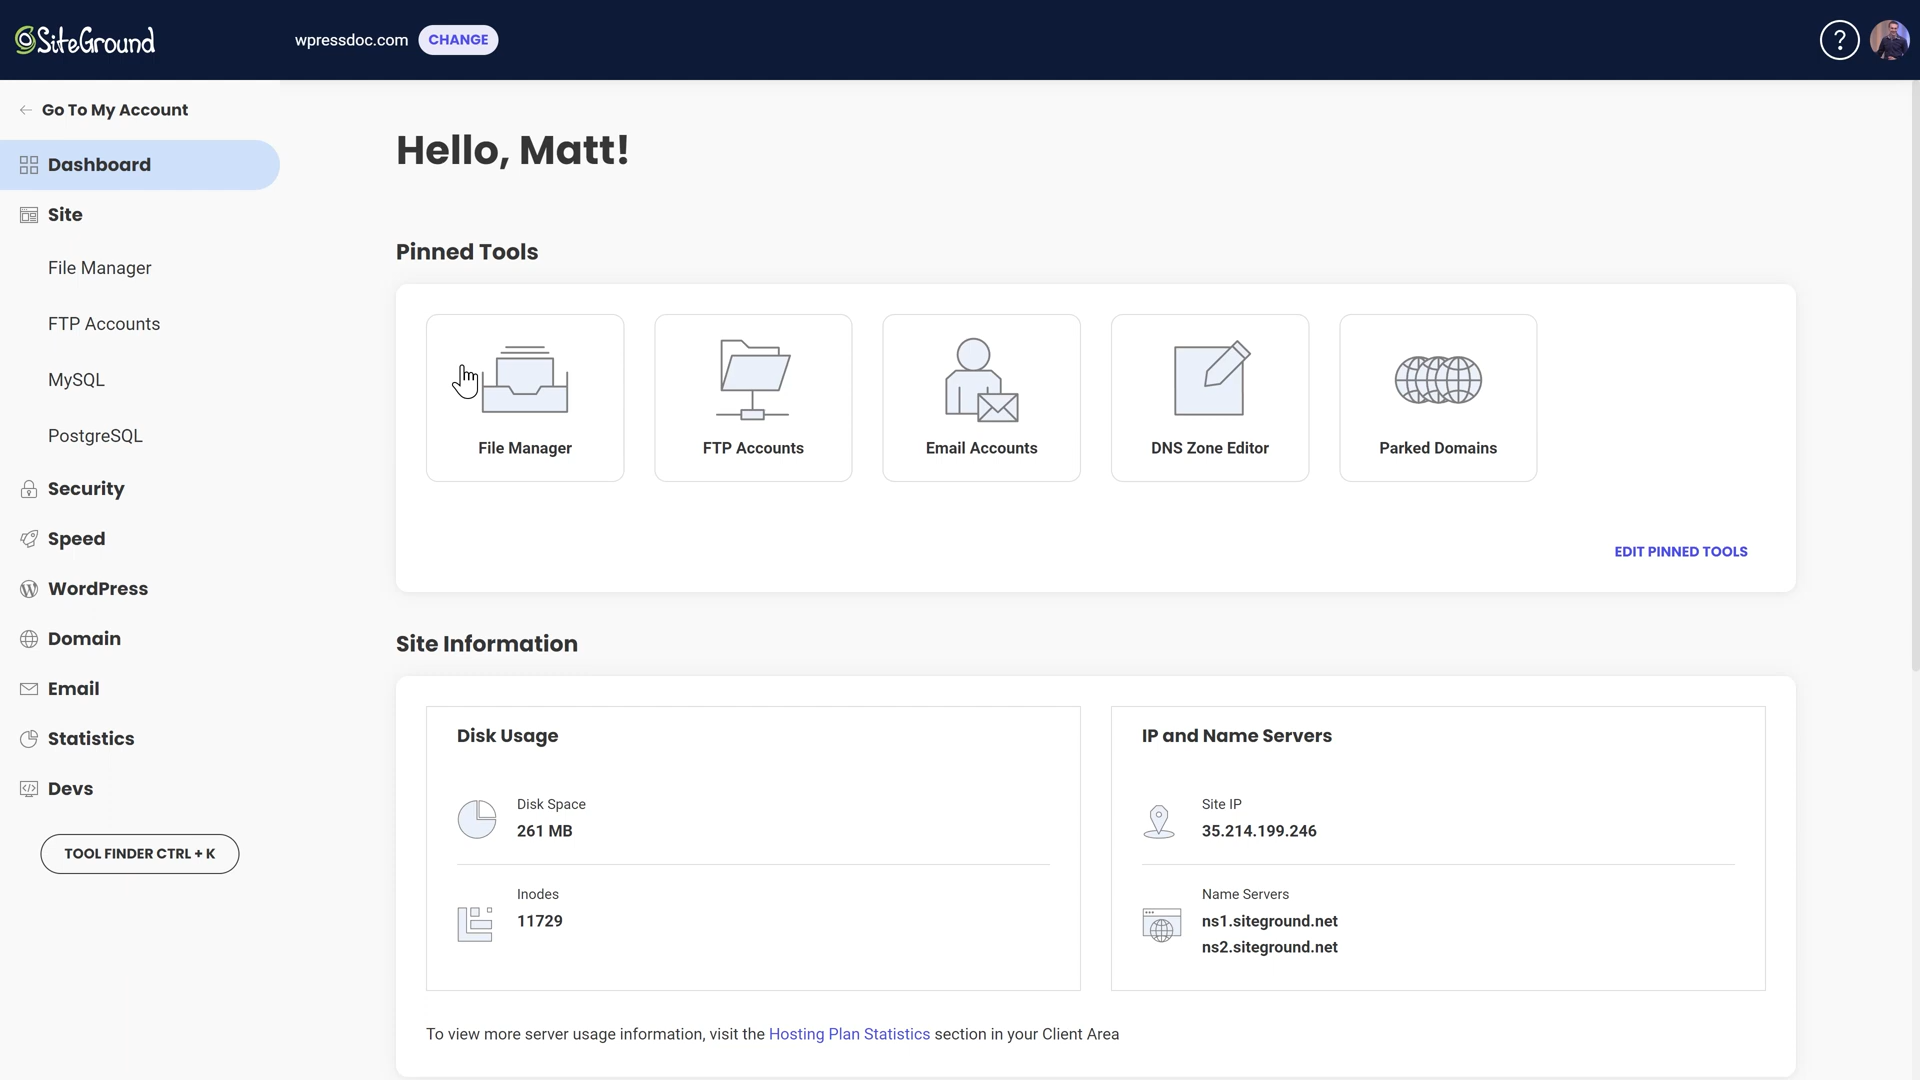 SiteGround
wpressdoc.com CHANGE
?
Go To My Account
Dashboard
Site
File Manager
FTP Accounts
MySQL
PostgreSQL
Security
Speed
WordPress
Domain
Email
Statistics
Devs
TOOL FINDER CTRL + K
Hello, Matt!
Pinned Tools
File Manager
FTP Accounts
Email Accounts
DNS Zone Editor
Parked Domains
EDIT PINNED TOOLS
Site Information
Disk Usage
Disk Space
261 MB
Inodes
11729
IP and Name Servers
Site IP
35.214.199.246
Name Servers
ns1.siteground.net
ns2.siteground.net
To view more server usage information, visit the Hosting Plan Statistics section in your Client Area